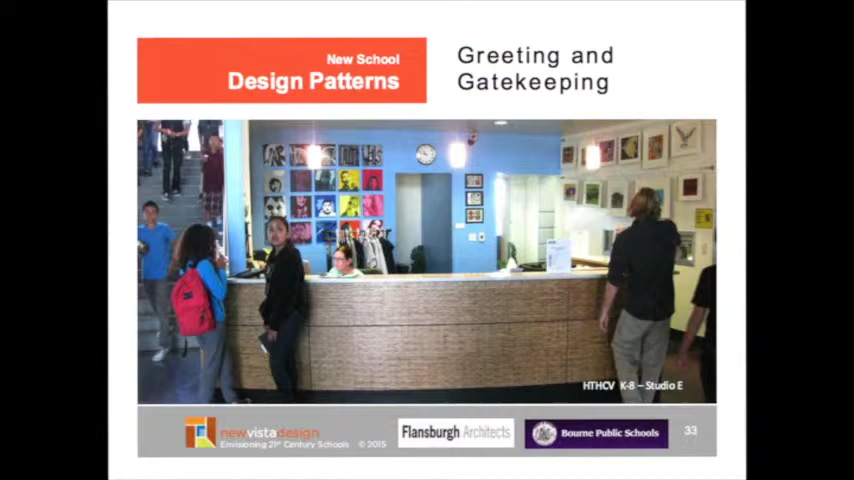 New School
Design Patterns
Greeting and
Gatekeeping
HTHCV K-8 – Studio E
newvistadesign
Envisioning 21st Century Schools © 2015
Flansburgh Architects
Bourne Public Schools
33